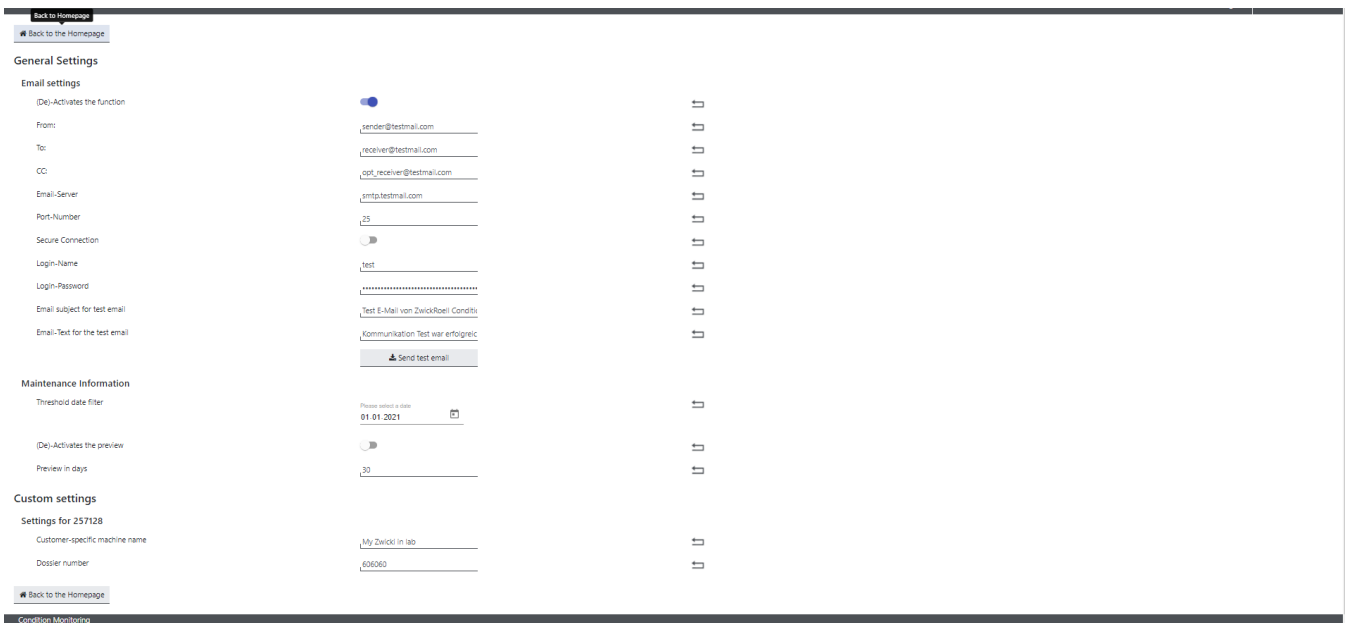 Back to Homepage
Back to the Homepage
General Settings
Email settings
(De)-Activates the function
From: sender@testmail.com
To: receiver@testmail.com
CC: opt_receiver@testmail.com
Email-Server smtp.testmail.com
Port-Number 25
Secure Connection
Login-Name test
Login-Password ••••••••••••••••••••••••••••••••••••
Email subject for test email Test E-Mail von ZwickRoell Conditi
Email-Text for the test email Kommunikation Test war erfolgreic
Send test email
Maintenance Information
Threshold date filter Please select a date
01-01-2021
(De)-Activates the preview
Preview in days 30
Custom settings
Settings for 257128
Customer-specific machine name My Zwicki in lab
Dossier number 606060
Back to the Homepage
Condition Monitoring